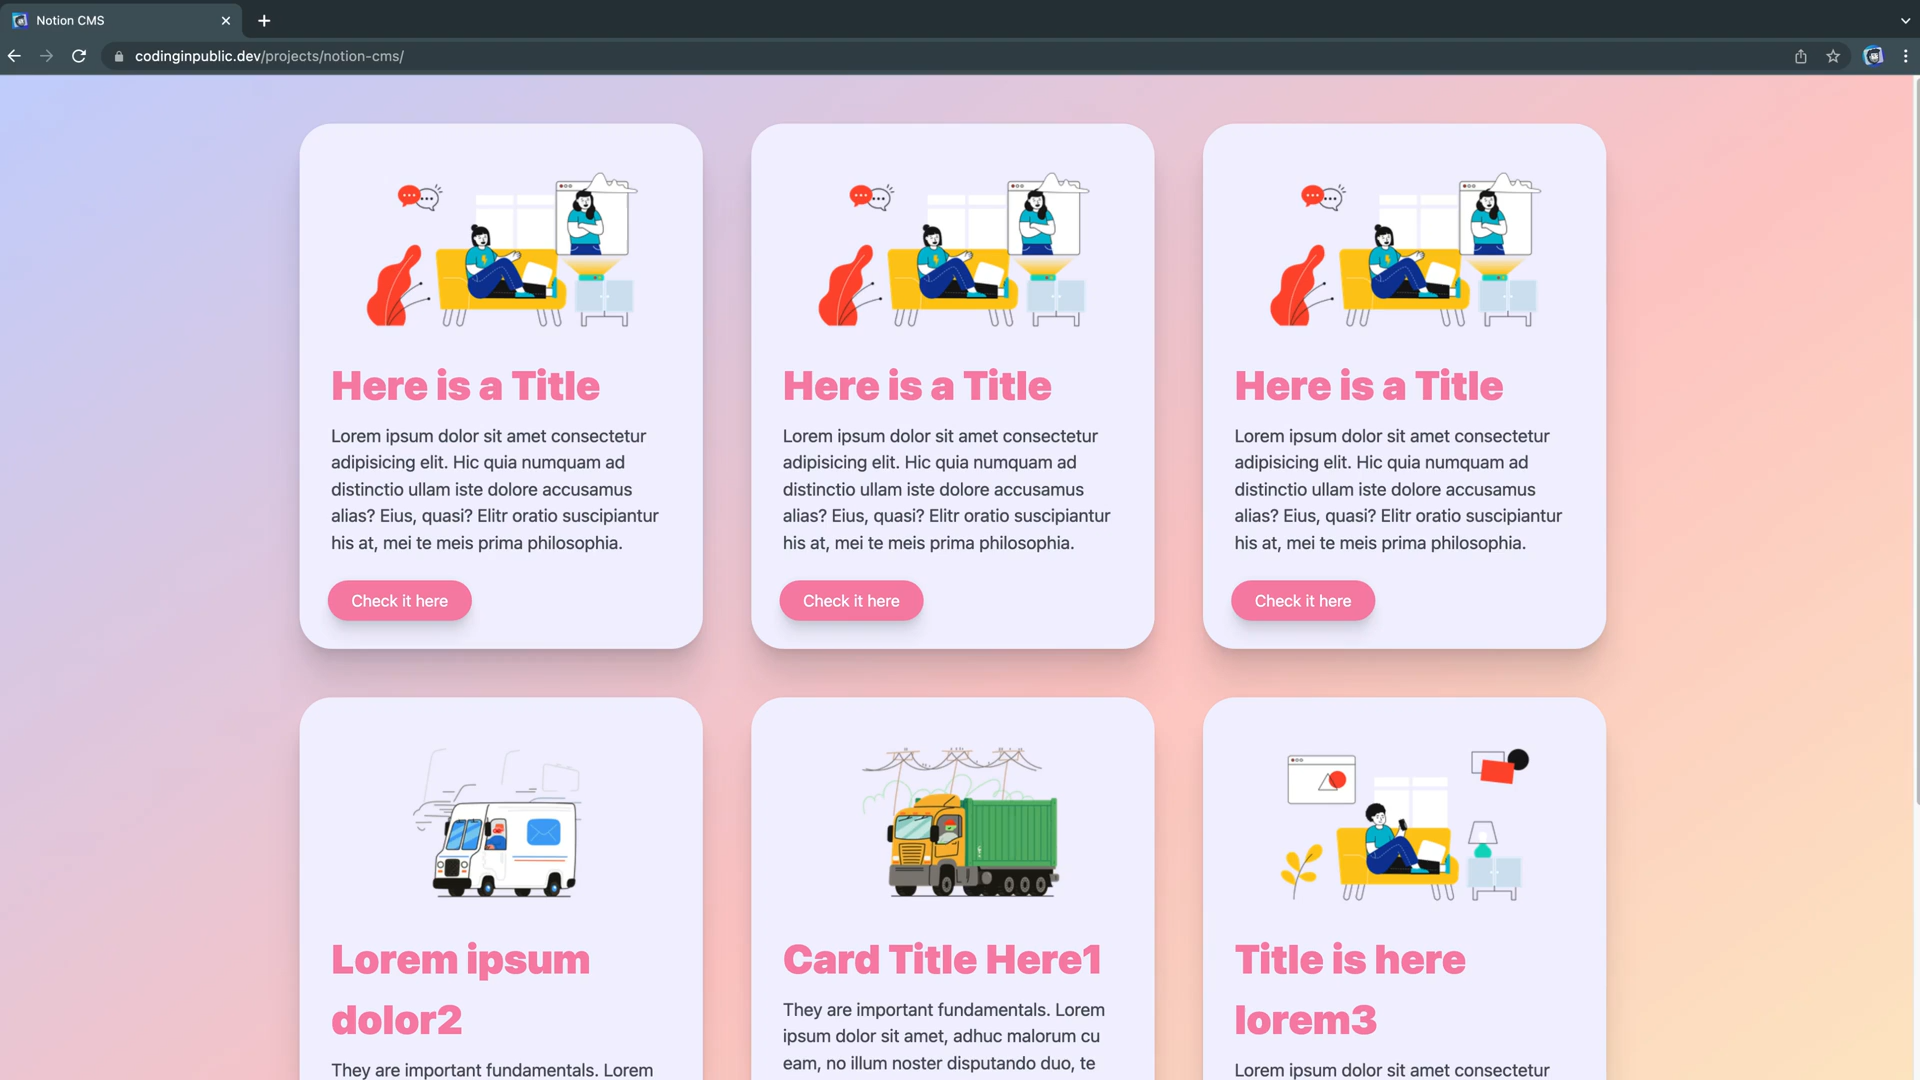 Notion CMS
codinginpublic.dev/projects/notion-cms/
Here is a Title
Lorem ipsum dolor sit amet consectetur
adipisicing elit. Hic quia numquam ad
distinctio ullam iste dolore accusamus
alias? Eius, quasi? Elitr oratio suscipiantur
his at, mei te meis prima philosophia.
Check it here
Here is a Title
Lorem ipsum dolor sit amet consectetur
adipisicing elit. Hic quia numquam ad
distinctio ullam iste dolore accusamus
alias? Eius, quasi? Elitr oratio suscipiantur
his at, mei te meis prima philosophia.
Check it here
Here is a Title
Lorem ipsum dolor sit amet consectetur
adipisicing elit. Hic quia numquam ad
distinctio ullam iste dolore accusamus
alias? Eius, quasi? Elitr oratio suscipiantur
his at, mei te meis prima philosophia.
Check it here
Lorem ipsum
dolor2
They are important fundamentals. Lorem
Card Title Here1
They are important fundamentals. Lorem
ipsum dolor sit amet, adhuc malorum cu
eam, no illum noster disputando duo, te
Title is here
lorem3
Lorem ipsum dolor sit amet consectetur